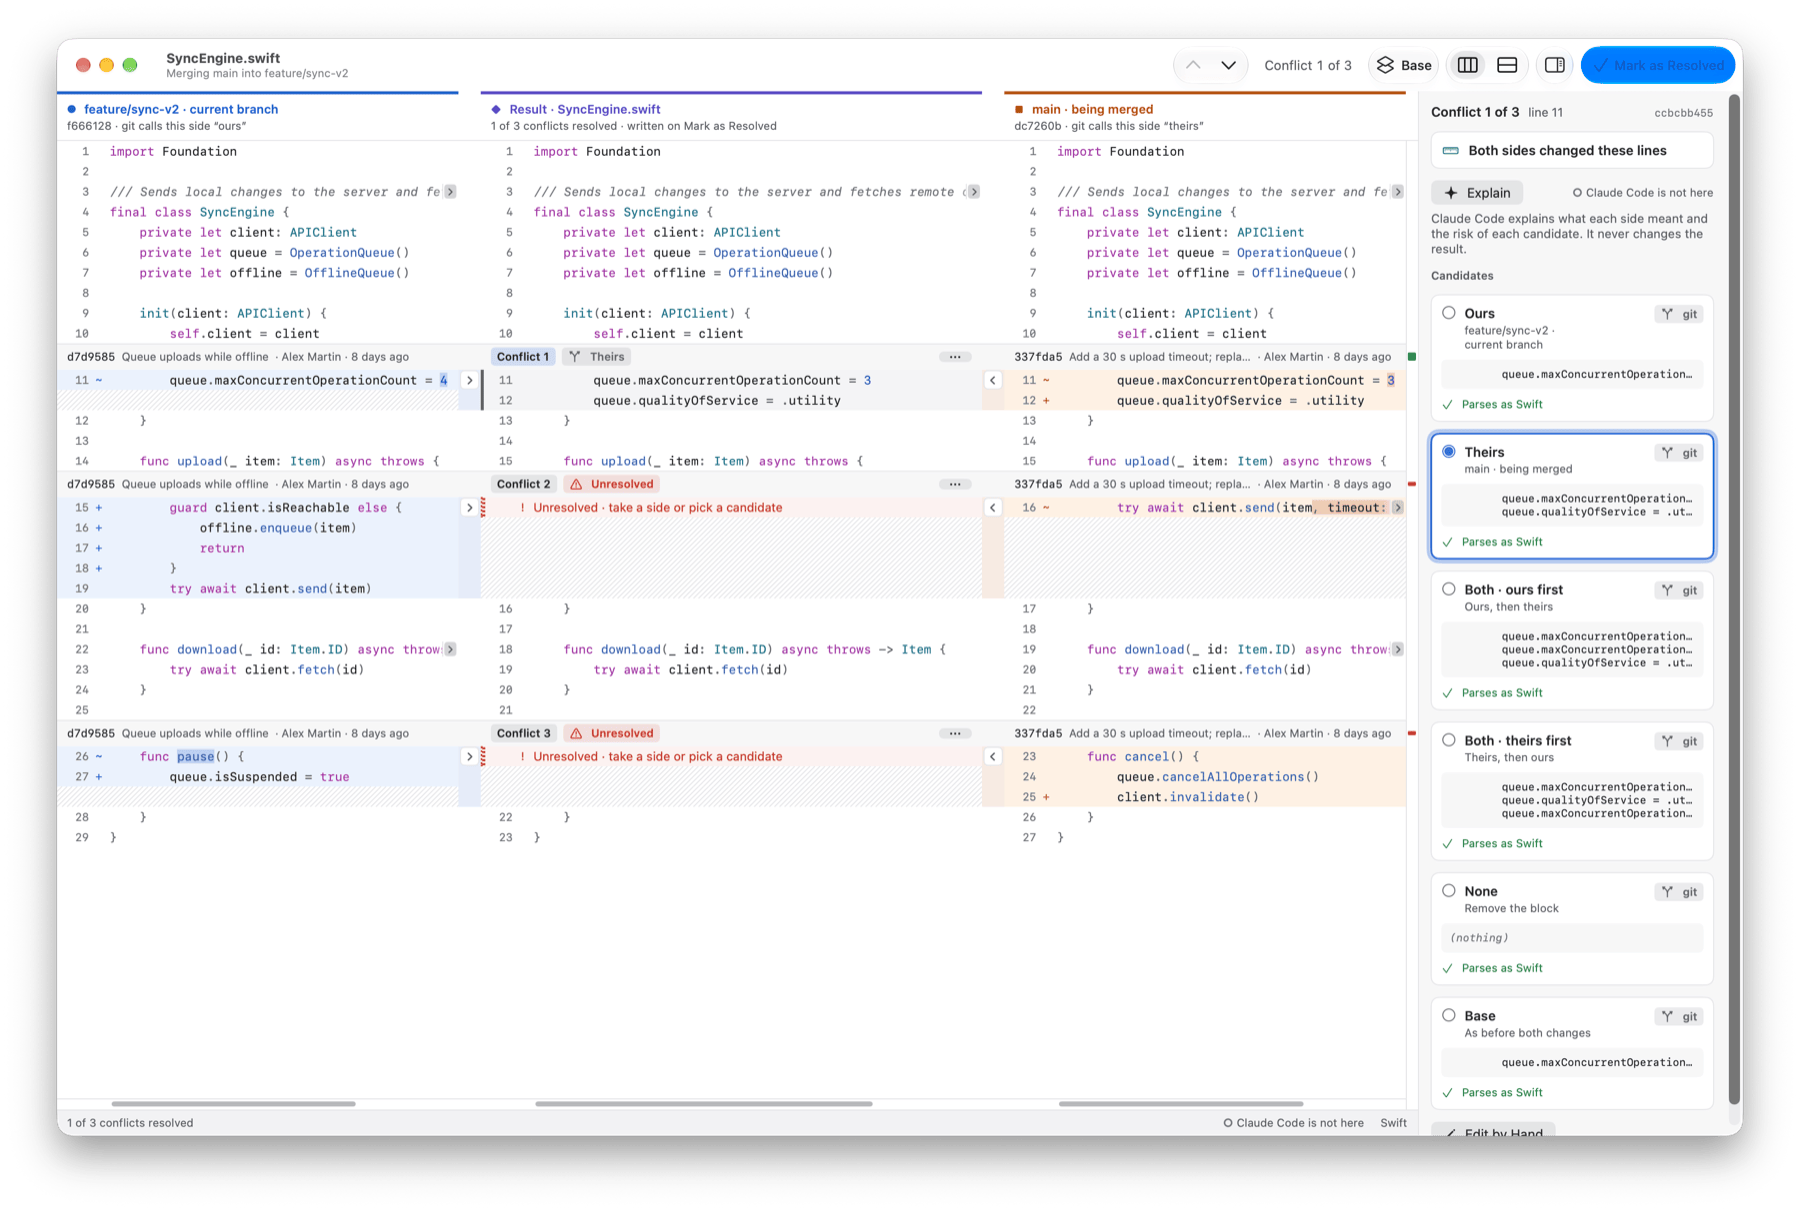 SyncEngine.swift
Merging main into feature/sync-v2
Conflict 1 of 3
Base
Mark as Resolved
feature/sync-v2 · current branch
f666128 · git calls this side “ours”
1 import Foundation
2
3 /// Sends local changes to the server and fe
4 final class SyncEngine {
5 private let client: APIClient
6 private let queue = OperationQueue()
7 private let offline = OfflineQueue()
8
9 init(client: APIClient) {
10 self.client = client
d7d9585 Queue uploads while offline · Alex Martin · 8 days ago
11 ~ queue.maxConcurrentOperationCount = 4
12 }
13
14 func upload(_ item: Item) async throws {
d7d9585 Queue uploads while offline · Alex Martin · 8 days ago
15 + guard client.isReachable else {
16 + offline.enqueue(item)
17 + return
18 + }
19 try await client.send(item)
20 }
21
22 func download(_ id: Item.ID) async throw
23 try await client.fetch(id)
24 }
25
d7d9585 Queue uploads while offline · Alex Martin · 8 days ago
26 ~ func pause() {
27 + queue.isSuspended = true
28 }
29 }
Result · SyncEngine.swift
1 of 3 conflicts resolved · written on Mark as Resolved
1 import Foundation
2
3 /// Sends local changes to the server and fetches remote
4 final class SyncEngine {
5 private let client: APIClient
6 private let queue = OperationQueue()
7 private let offline = OfflineQueue()
8
9 init(client: APIClient) {
10 self.client = client
Conflict 1 Theirs ...
11 queue.maxConcurrentOperationCount = 3
12 queue.qualityOfService = .utility
13 }
14
15 func upload(_ item: Item) async throws {
Conflict 2 Unresolved ...
! Unresolved · take a side or pick a candidate
16 }
17
18 func download(_ id: Item.ID) async throws -> Item {
19 try await client.fetch(id)
20 }
21
Conflict 3 Unresolved ...
! Unresolved · take a side or pick a candidate
22 }
23 }
main · being merged
dc7260b · git calls this side “theirs”
1 import Foundation
2
3 /// Sends local changes to the server and fe
4 final class SyncEngine {
5 private let client: APIClient
6 private let queue = OperationQueue()
7 private let offline = OfflineQueue()
8
9 init(client: APIClient) {
10 self.client = client
337fda5 Add a 30 s upload timeout; repla... · Alex Martin · 8 days ago
11 ~ queue.maxConcurrentOperationCount = 3
12 + queue.qualityOfService = .utility
13 }
14
15 func upload(_ item: Item) async throws {
337fda5 Add a 30 s upload timeout; repla... · Alex Martin · 8 days ago
16 ~ try await client.send(item, timeout:
17 }
18
19 func download(_ id: Item.ID) async throw
20 try await client.fetch(id)
21 }
22
337fda5 Add a 30 s upload timeout; repla... · Alex Martin · 8 days ago
23 func cancel() {
24 queue.cancelAllOperations()
25 + client.invalidate()
26 }
27 }
Conflict 1 of 3 line 11 ccbcbb455
Both sides changed these lines
Explain Claude Code is not here
Claude Code explains what each side meant and
the risk of each candidate. It never changes the
result.
Candidates
Ours git
feature/sync-v2 ·
current branch
queue.maxConcurrentOperation…
Parses as Swift
Theirs git
main · being merged
queue.maxConcurrentOperation…
queue.qualityOfService = .ut…
Parses as Swift
Both · ours first git
Ours, then theirs
queue.maxConcurrentOperation…
queue.maxConcurrentOperation…
queue.qualityOfService = .ut…
Parses as Swift
Both · theirs first git
Theirs, then ours
queue.maxConcurrentOperation…
queue.qualityOfService = .ut…
queue.maxConcurrentOperation…
Parses as Swift
None git
Remove the block
(nothing)
Parses as Swift
Base git
As before both changes
queue.maxConcurrentOperation…
Parses as Swift
Edit by Hand
1 of 3 conflicts resolved
Claude Code is not here Swift